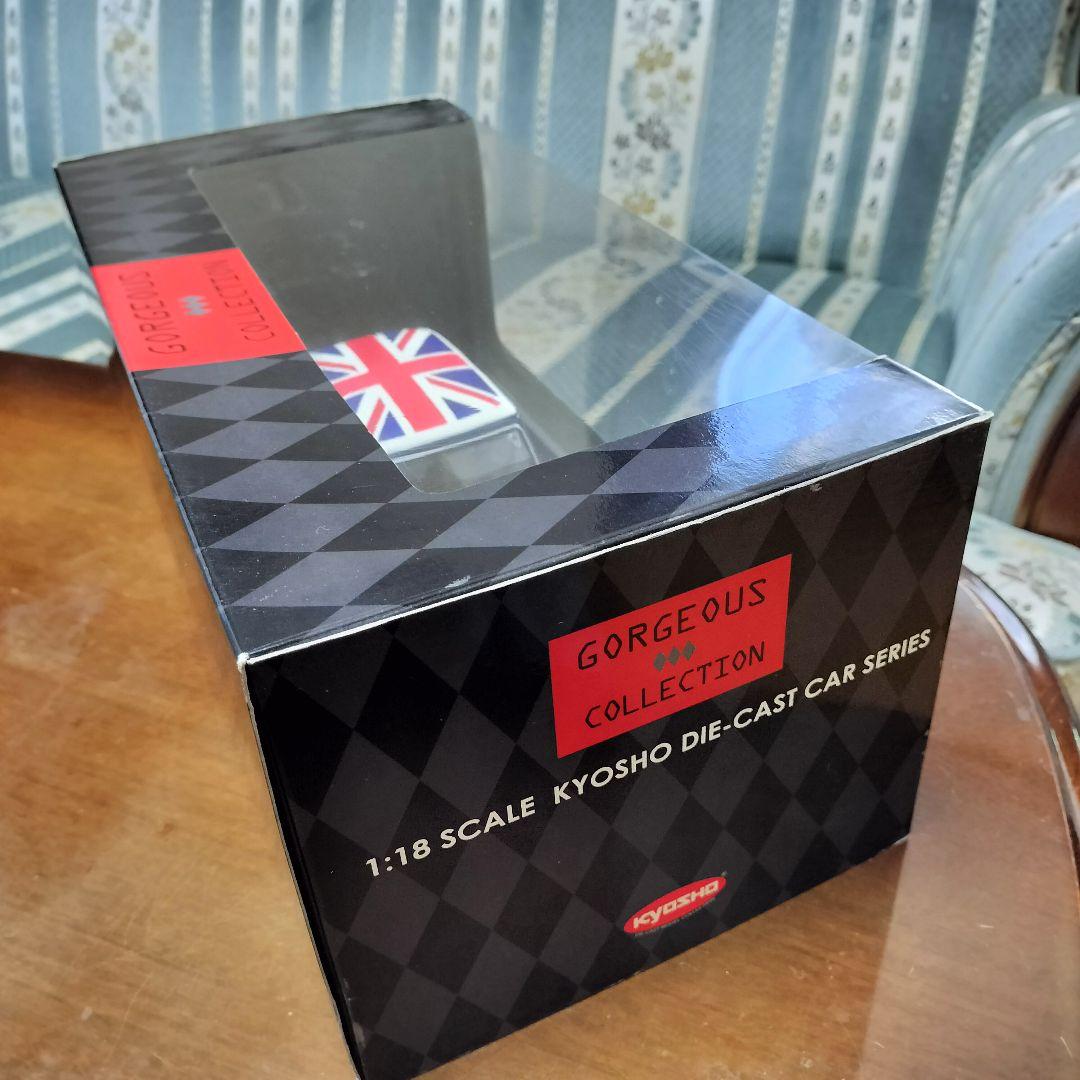 GORGEOUS
COLLECTION
GORGEOUS
COLLECTION
1:18 SCALE KYOSHO DIE-CAST CAR SERIES
KYOSHO